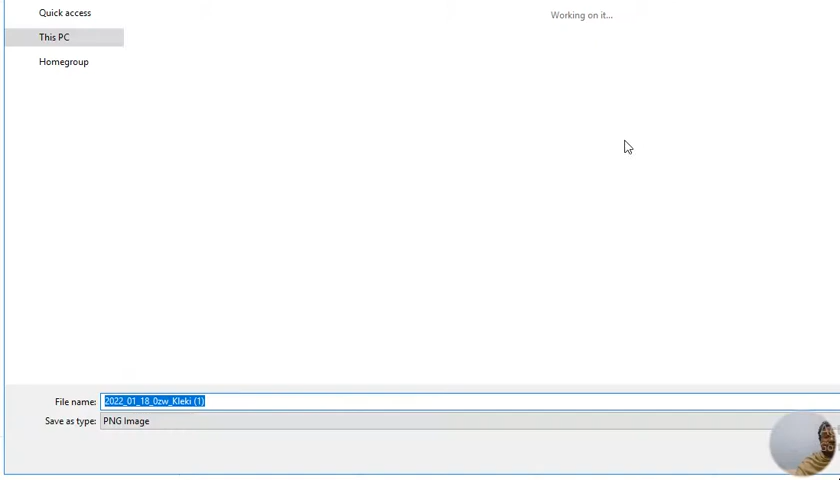 Quick access
Working on it...
This PC
Homegroup
File name: 2022_01_18_0zw_Kleki (1)
Save as type: PNG Image